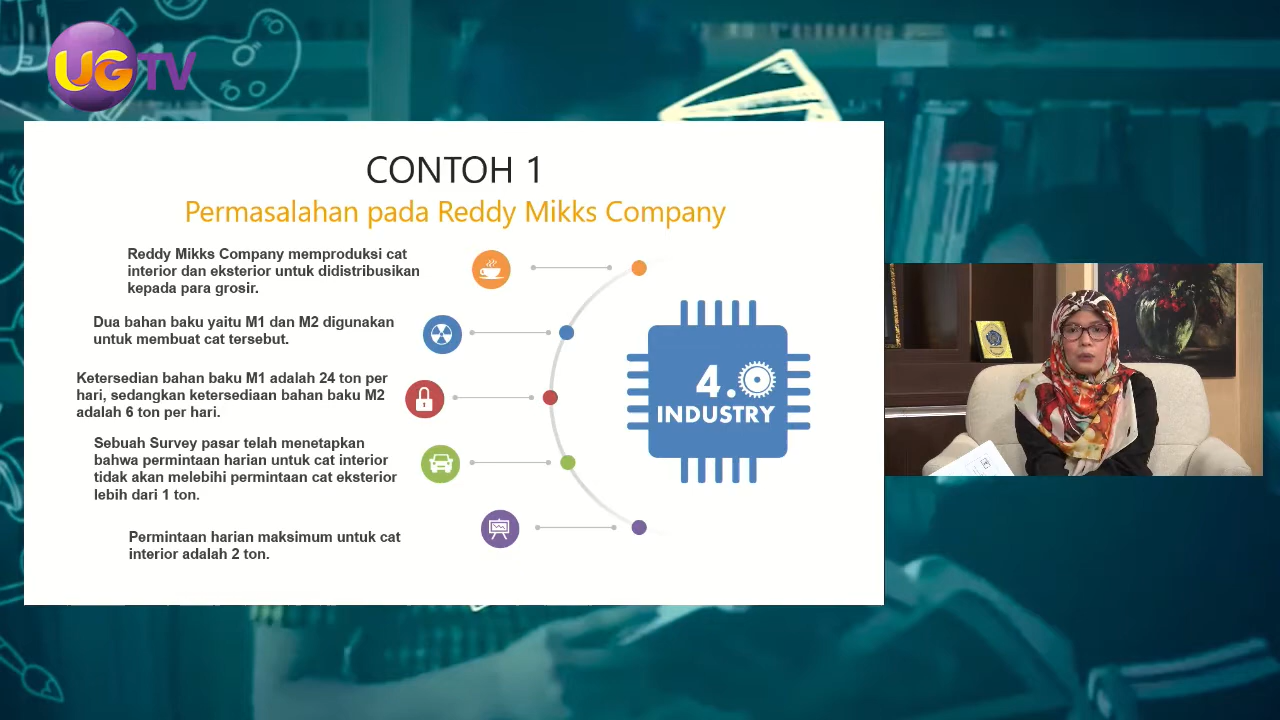 UGTV
CONTOH 1
Permasalahan pada Reddy Mikks Company
Reddy Mikks Company memproduksi cat
interior dan eksterior untuk didistribusikan
kepada para grosir.
Dua bahan baku yaitu M1 dan M2 digunakan
untuk membuat cat tersebut.
Ketersedian bahan baku M1 adalah 24 ton per
hari, sedangkan ketersediaan bahan baku M2
adalah 6 ton per hari.
Sebuah Survey pasar telah menetapkan
bahwa permintaan harian untuk cat interior
tidak akan melebihi permintaan cat eksterior
lebih dari 1 ton.
Permintaan harian maksimum untuk cat
interior adalah 2 ton.
4.0
INDUSTRY